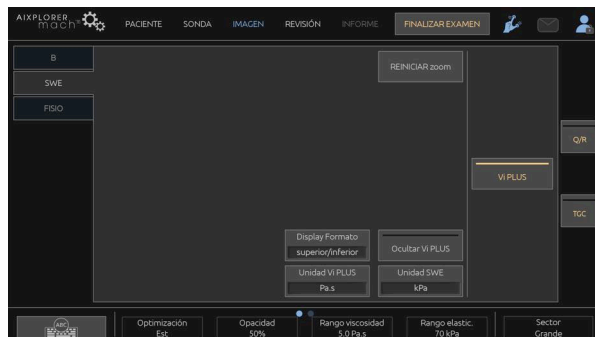 AIXPLORER
mach
PACIENTE SONDA IMAGEN REVISIÓN INFORME FINALIZAR EXAMEN
B
REINICIAR zoom
SWE
FISIO
Q/R
Vi PLUS
TGC
Display Formato
superior/inferior
Ocultar Vi PLUS
Unidad Vi PLUS
Pa.s
Unidad SWE
kPa
ABC
Optimización
Est
Opacidad
50%
Rango viscosidad
5.0 Pa.s
Rango elastic.
70 kPa
Sector
Grande